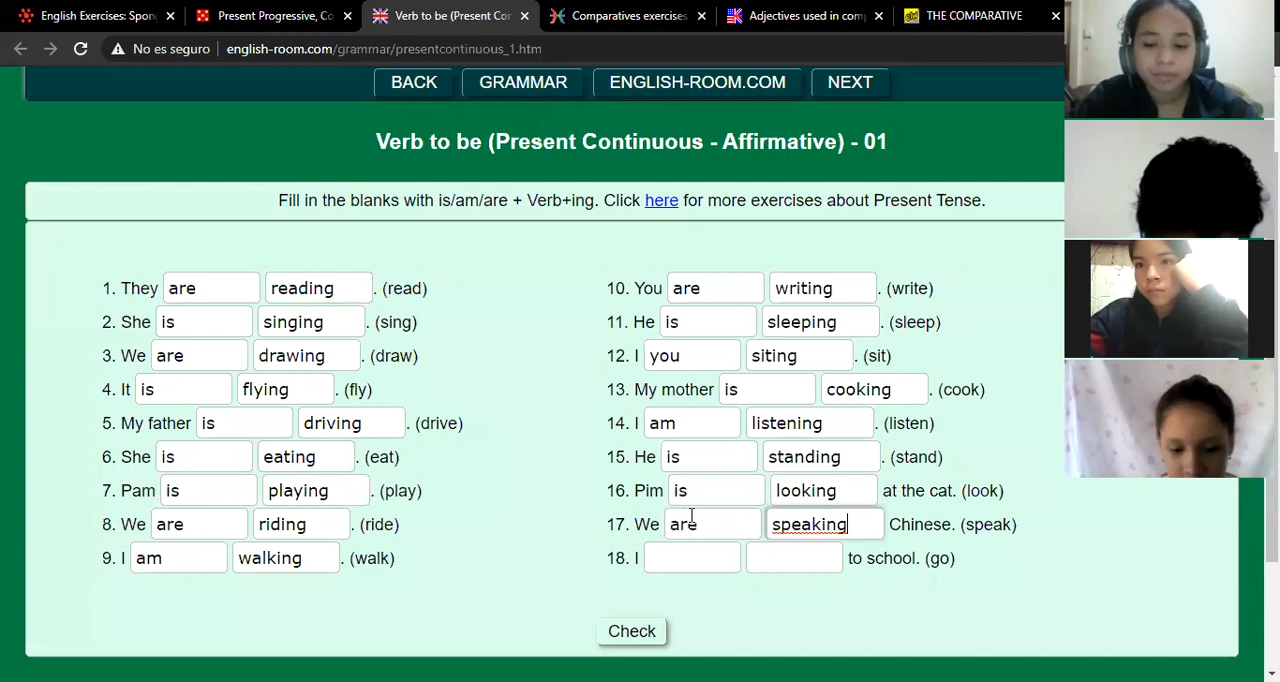 English Exercises: Spon
Present Progressive, Co
Verb to be (Present Cor
Comparatives exercises
Adjectives used in com
THE COMPARATIVE
No es seguro
english-room.com/grammar/presentcontinuous_1.htm
BACK
GRAMMAR
ENGLISH-ROOM.COM
NEXT
Verb to be (Present Continuous - Affirmative) - 01
Fill in the blanks with is/am/are + Verb+ing. Click here for more exercises about Present Tense.
1. They are reading . (read)
2. She is singing . (sing)
3. We are drawing . (draw)
4. It is flying . (fly)
5. My father is driving . (drive)
6. She is eating . (eat)
7. Pam is playing . (play)
8. We are riding . (ride)
9. I am walking . (walk)
10. You are writing . (write)
11. He is sleeping . (sleep)
12. I you siting . (sit)
13. My mother is cooking . (cook)
14. I am listening . (listen)
15. He is standing . (stand)
16. Pim is looking at the cat. (look)
17. We are speaking Chinese. (speak)
18. I to school. (go)
Check